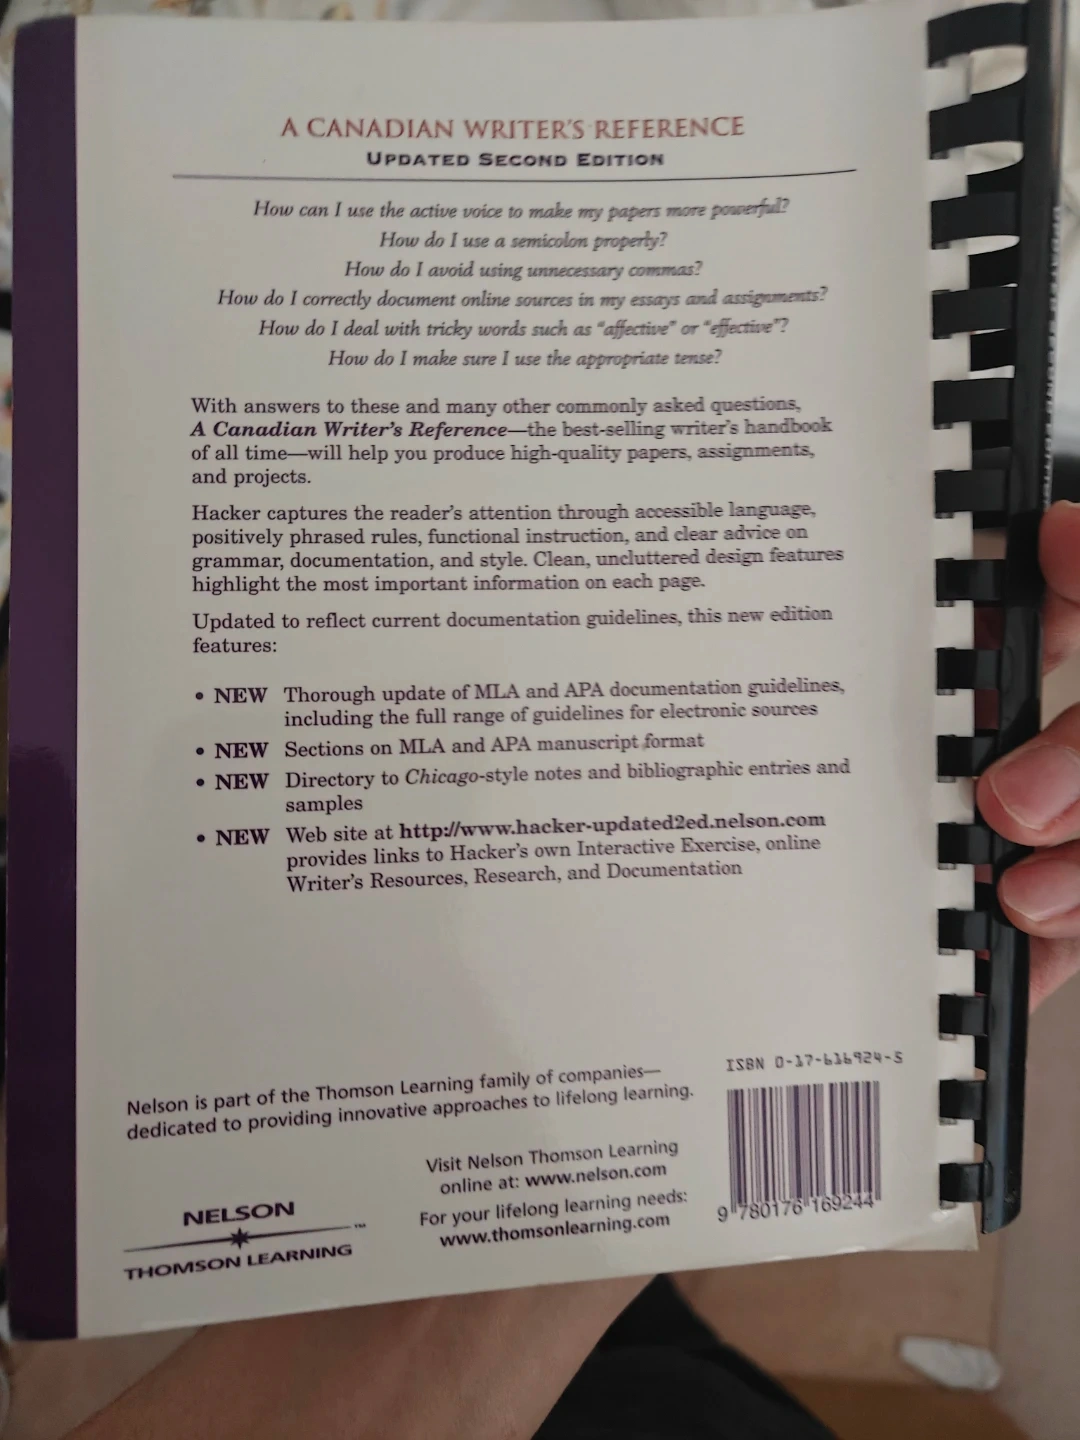 A CANADIAN WRITER'S REFERENCE
UPDATED SECOND EDITION
How can I use the active voice to make my papers more powerful?
How do I use a semicolon properly?
How do I avoid using unnecessary commas?
How do I correctly document online sources in my essays and assignments?
How do I deal with tricky words such as "affective" or "effective"?
How do I make sure I use the appropriate tense?
With answers to these and many other commonly asked questions,
A Canadian Writer's Reference—the best-selling writer's handbook
of all time—will help you produce high-quality papers, assignments,
and projects.
Hacker captures the reader's attention through accessible language,
positively phrased rules, functional instruction, and clear advice on
grammar, documentation, and style. Clean, uncluttered design features
highlight the most important information on each page.
Updated to reflect current documentation guidelines, this new edition
features:
• NEW Thorough update of MLA and APA documentation guidelines,
including the full range of guidelines for electronic sources
• NEW Sections on MLA and APA manuscript format
• NEW Directory to Chicago-style notes and bibliographic entries and
samples
• NEW Web site at http://www.hacker-updated2ed.nelson.com
provides links to Hacker's own Interactive Exercise, online
Writer's Resources, Research, and Documentation
Nelson is part of the Thomson Learning family of companies—
dedicated to providing innovative approaches to lifelong learning.
Visit Nelson Thomson Learning
online at: www.nelson.com
For your lifelong learning needs:
www.thomsonlearning.com
NELSON
THOMSON LEARNING™
ISBN 0-17-616924-5
9 780176 169244